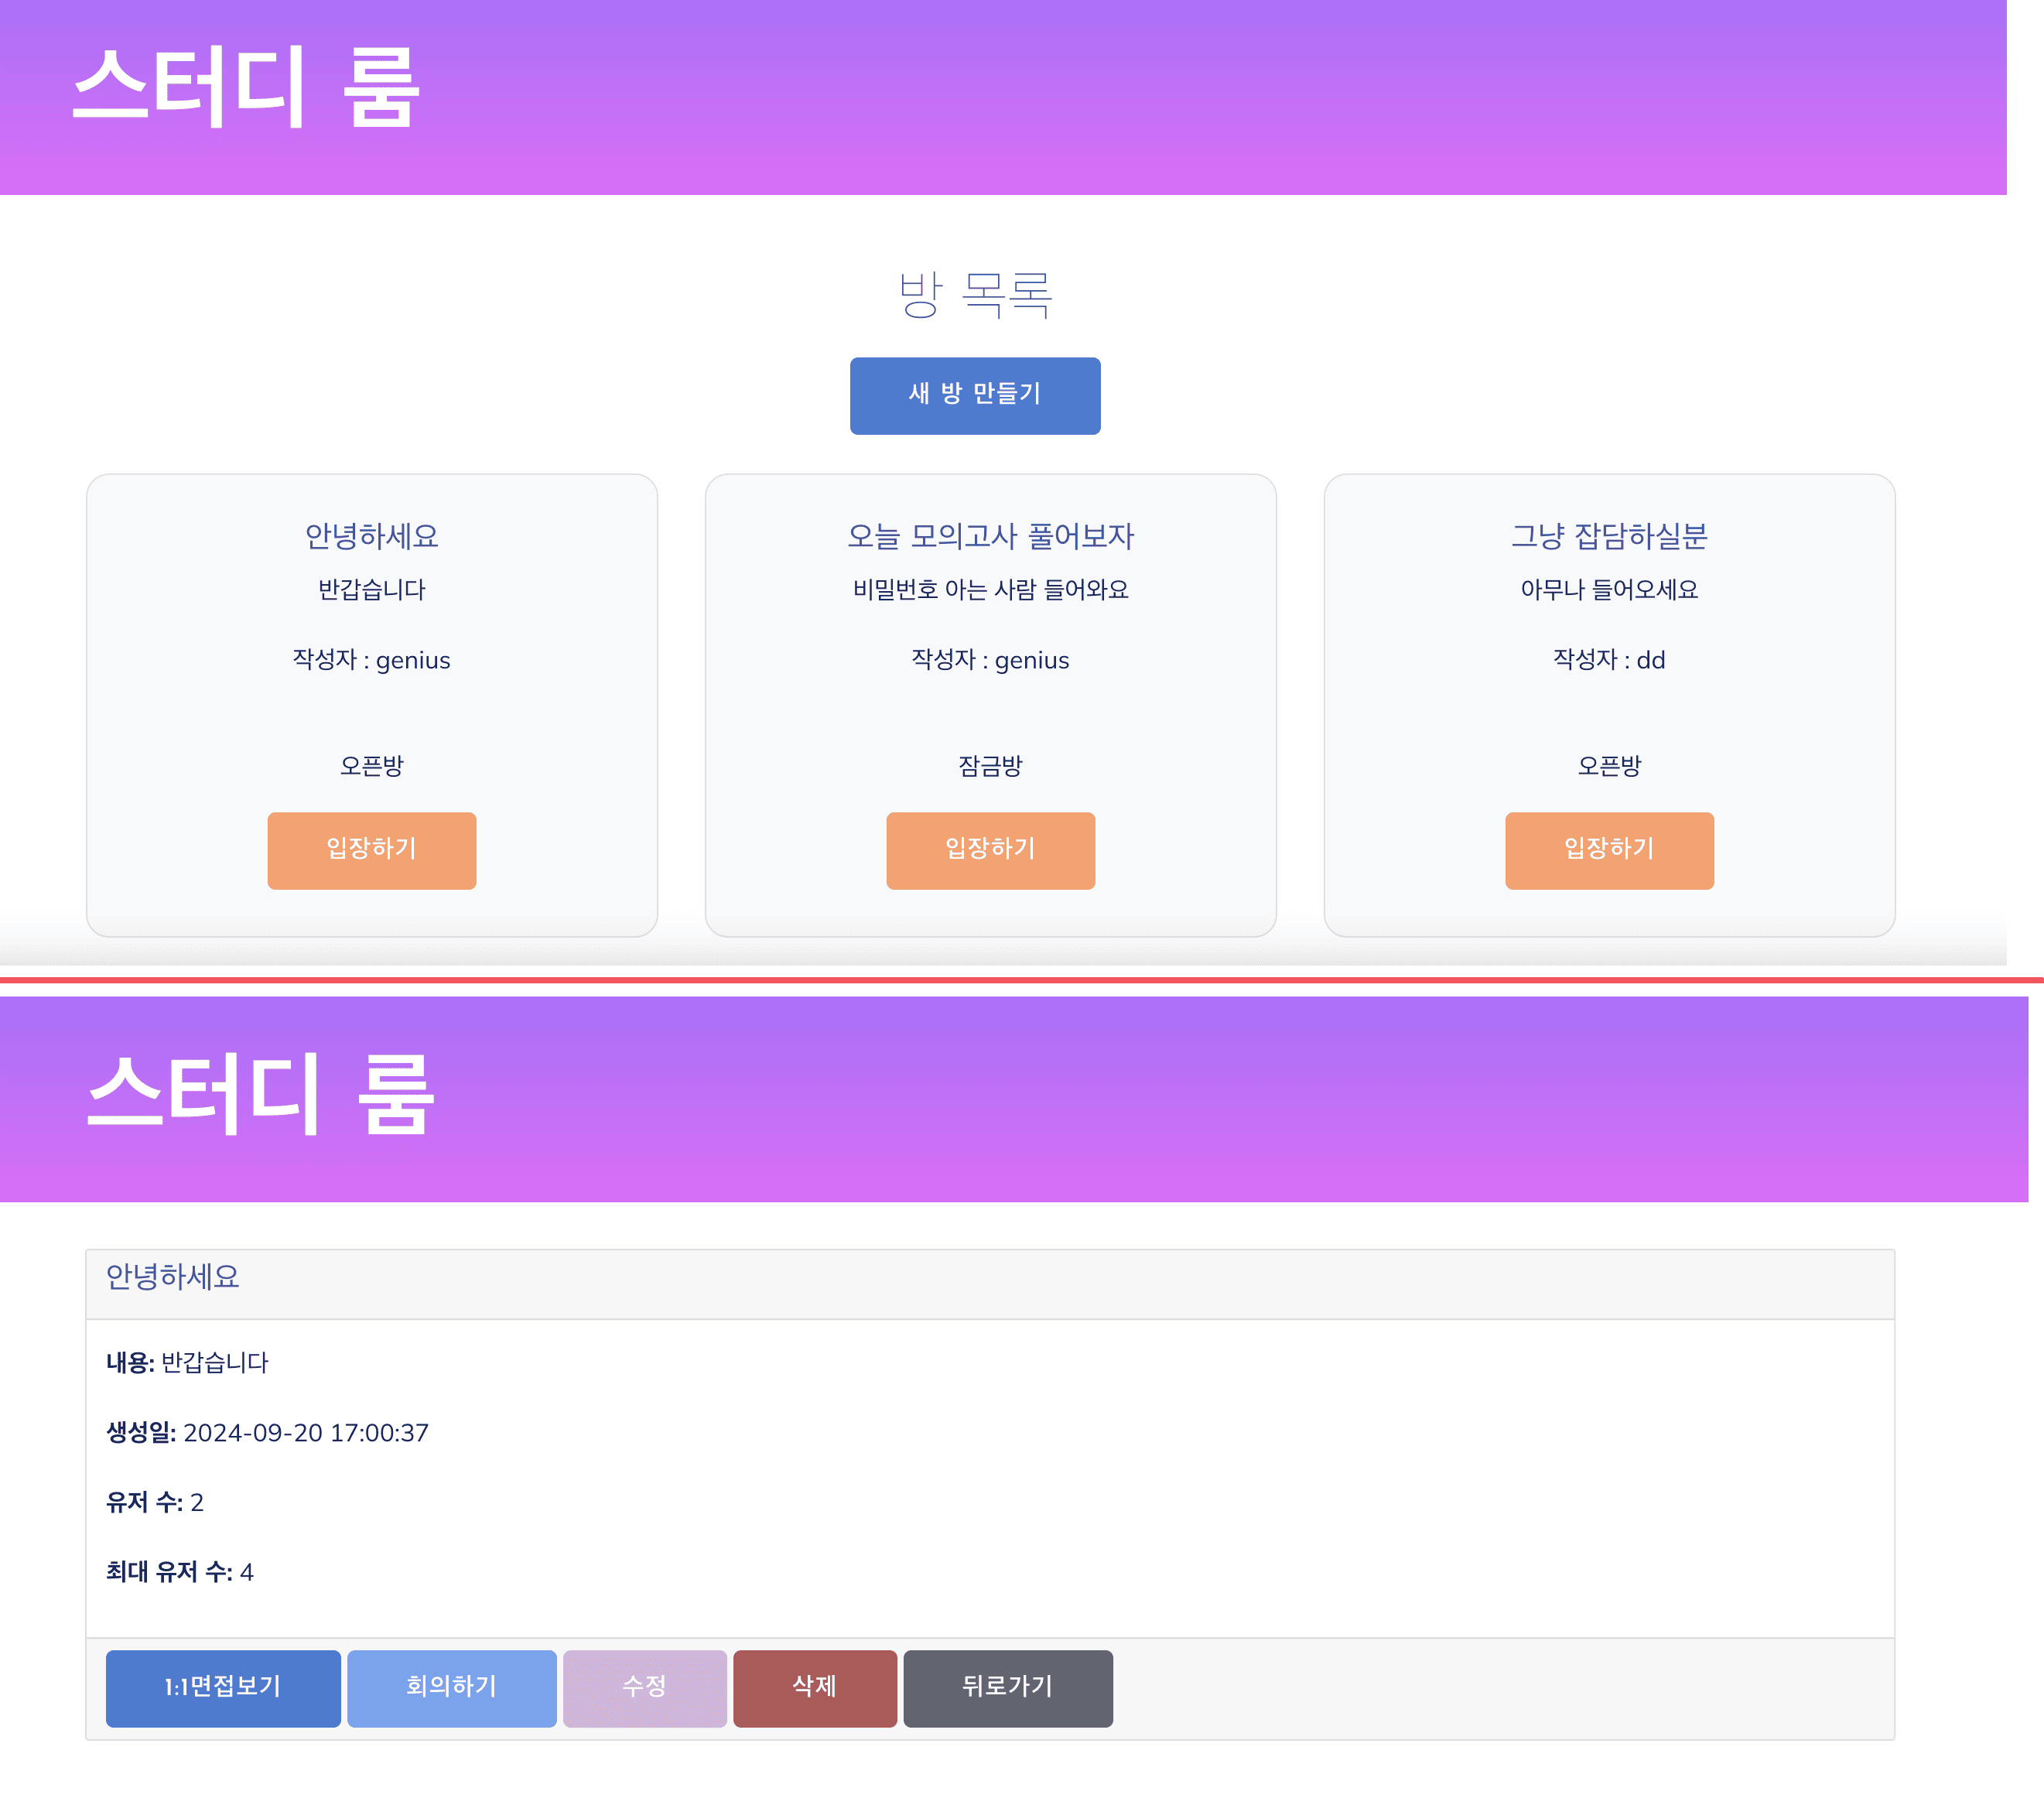 스터디 룸
방 목록
새 방 만들기
안녕하세요
반갑습니다
작성자 : genius
오픈방
입장하기
오늘 모의고사 풀어보자
비밀번호 아는 사람 들어와요
작성자 : genius
잠금방
입장하기
그냥 잡담하실분
아무나 들어오세요
작성자 : dd
오픈방
입장하기
스터디 룸
안녕하세요
내용: 반갑습니다
생성일: 2024-09-20 17:00:37
유저 수: 2
최대 유저 수: 4
1:1면접보기 회의하기 수정 삭제 뒤로가기